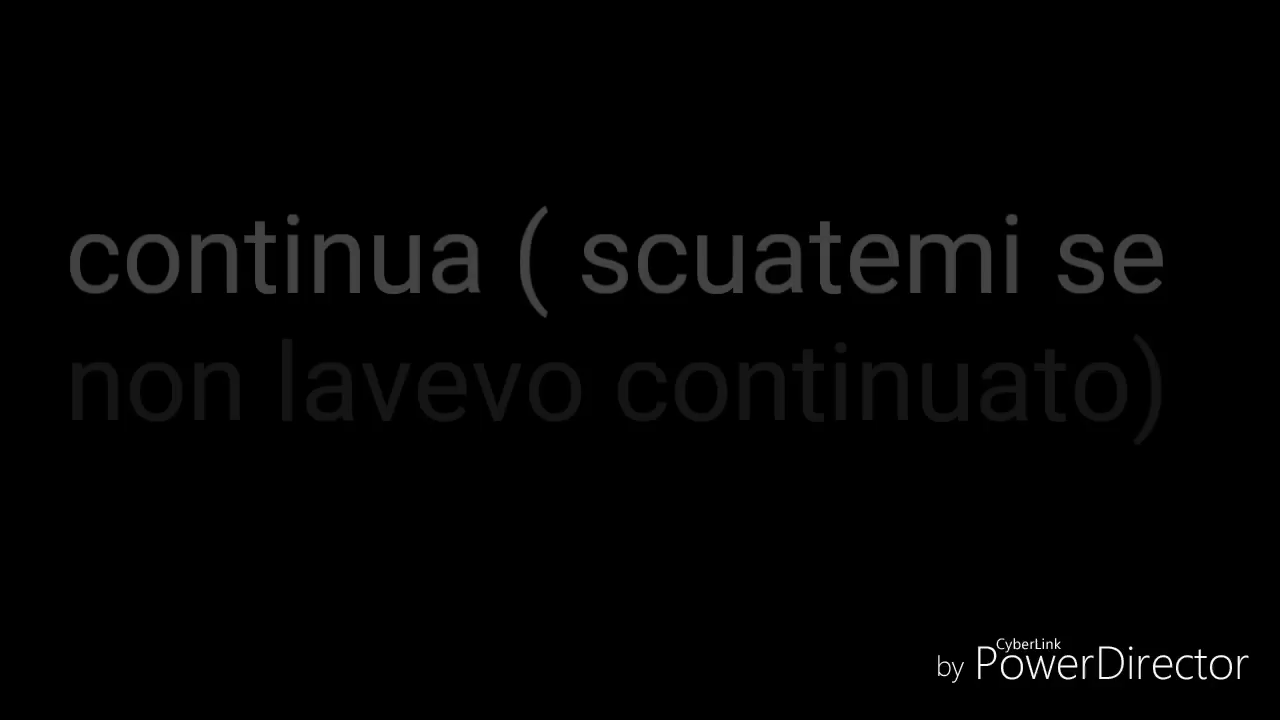 continua ( scuatemi se
non lavevo continuato)
CyberLink
by PowerDirector